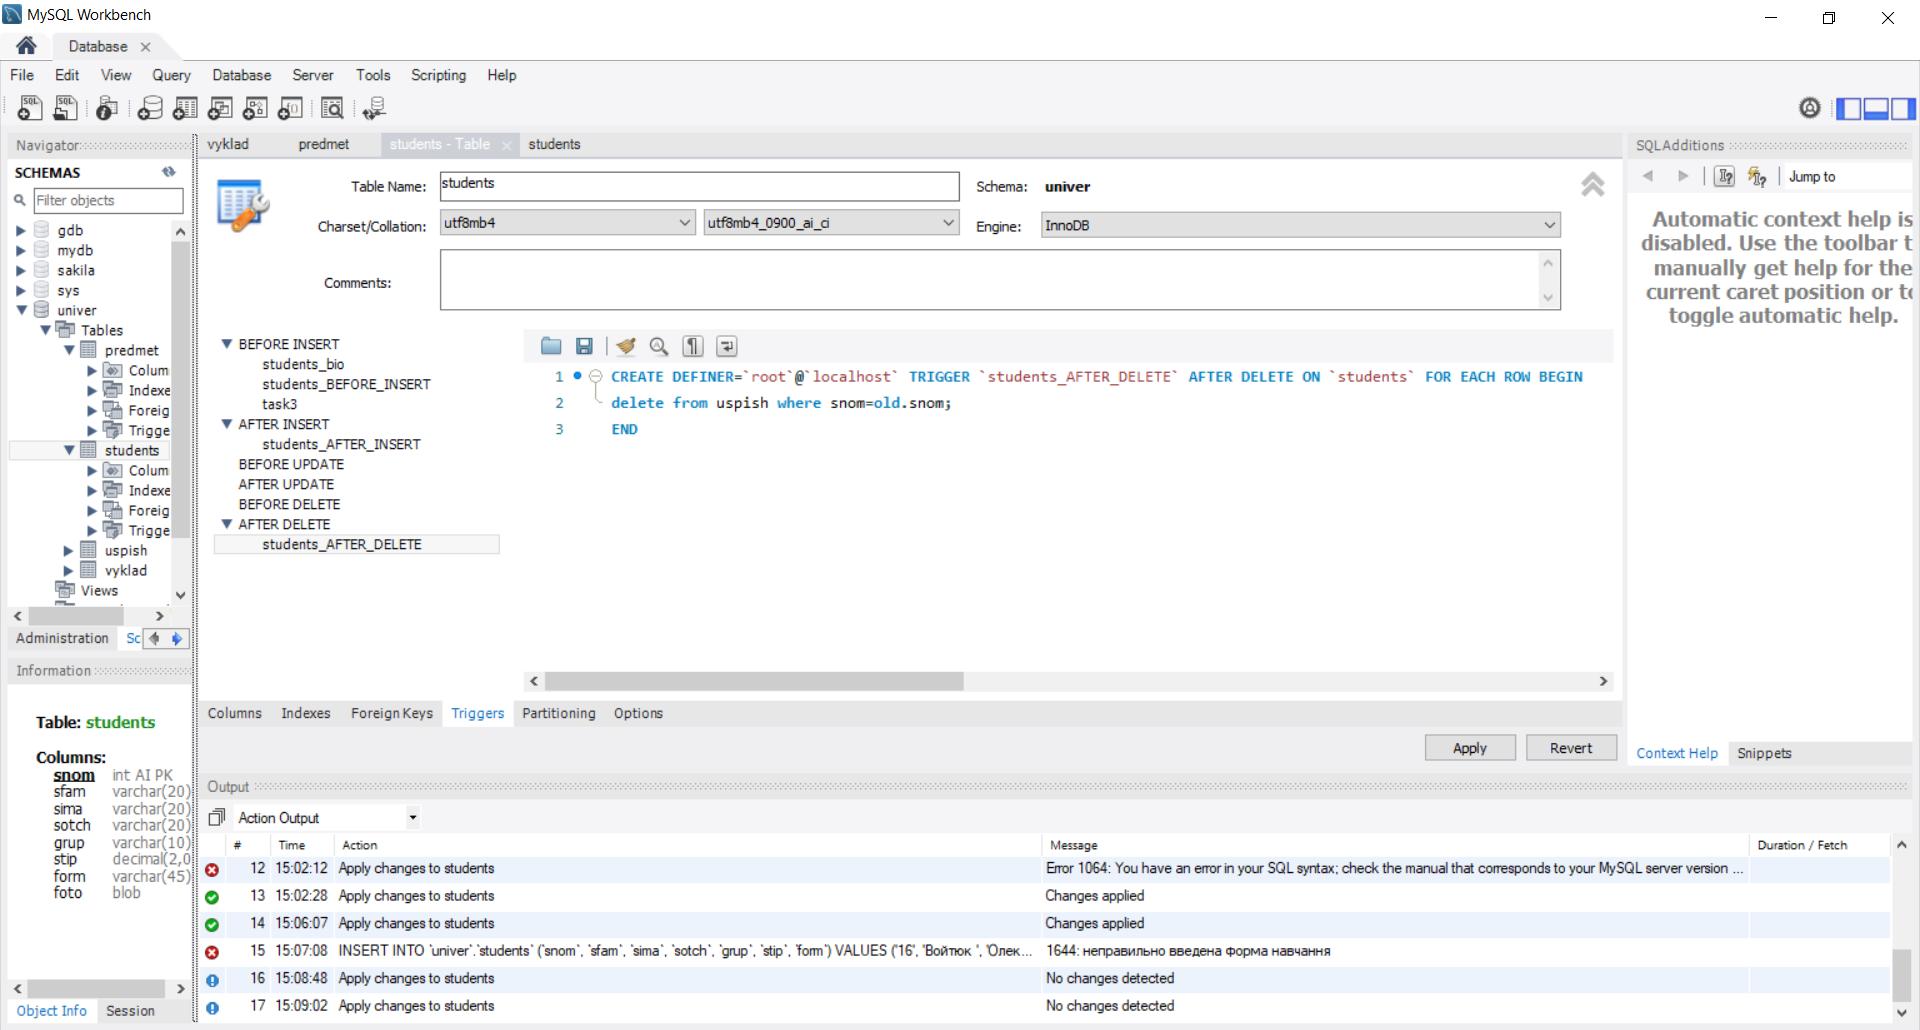 MySQL Workbench
Database
File Edit View Query Database Server Tools Scripting Help
Navigator
SCHEMAS
Filter objects
gdb
mydb
sakila
sys
univer
Tables
predmet
Colum
Indexe
Foreig
Trigge
students
Colum
Indexe
Foreig
Trigge
uspish
vyklad
Views
Administration Sc
Information
Table: students
Columns:
snom int AI PK
sfam varchar(20)
sima varchar(20)
sotch varchar(20)
grup varchar(10)
stip decimal(2,0
form varchar(45)
foto blob
Object Info Session
vyklad predmet students - Table students
Table Name: students Schema: univer
Charset/Collation: utf8mb4 utf8mb4_0900_ai_ci Engine: InnoDB
Comments:
BEFORE INSERT
students_bio
students_BEFORE_INSERT
task3
AFTER INSERT
students_AFTER_INSERT
BEFORE UPDATE
AFTER UPDATE
BEFORE DELETE
AFTER DELETE
students_AFTER_DELETE
1 CREATE DEFINER=`root`@`localhost` TRIGGER `students_AFTER_DELETE` AFTER DELETE ON `students` FOR EACH ROW BEGIN
2 delete from uspish where snom=old.snom;
3 END
Columns Indexes Foreign Keys Triggers Partitioning Options
Apply Revert
SQLAdditions
Jump to
Automatic context help is
disabled. Use the toolbar t
manually get help for the
current caret position or to
toggle automatic help.
Context Help Snippets
Output
Action Output
# Time Action Message Duration / Fetch
12 15:02:12 Apply changes to students Error 1064: You have an error in your SQL syntax; check the manual that corresponds to your MySQL server version ...
13 15:02:28 Apply changes to students Changes applied
14 15:06:07 Apply changes to students Changes applied
15 15:07:08 INSERT INTO `univer`.`students` (`snom`, `sfam`, `sima`, `sotch`, `grup`, `stip`, `form`) VALUES ('16', 'Войтюк ', 'Олек... 1644: неправильно введена форма навчання
16 15:08:48 Apply changes to students No changes detected
17 15:09:02 Apply changes to students No changes detected